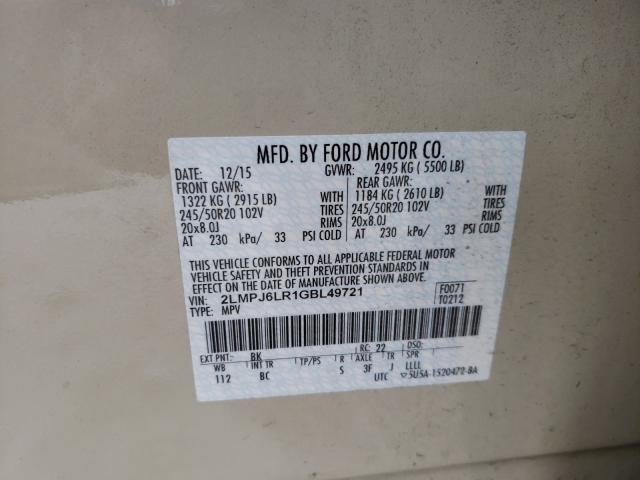 MFD. BY FORD MOTOR CO.
DATE: 12/15 GVWR: 2495 KG ( 5500 LB)
FRONT GAWR: REAR GAWR:
1322 KG ( 2915 LB) WITH 1184 KG ( 2610 LB) WITH
245/50R20 102V TIRES 245/50R20 102V TIRES
20x8.0J RIMS 20x8.0J RIMS
AT 230 kPa/ 33 PSI COLD AT 230 kPa/ 33 PSI COLD
THIS VEHICLE CONFORMS TO ALL APPLICABLE FEDERAL MOTOR
VEHICLE SAFETY AND THEFT PREVENTION STANDARDS IN
EFFECT ON THE DATE OF MANUFACTURE SHOWN ABOVE.
VIN: 2LMPJ6LR1GBL49721 F0071
TYPE: MPV T0212
EXT PNT: BK RC: 22 DSO:
WB INT TR TP/PS R AXLE TR SPR
112 BC S 3F J LLLL
UTC 5U5A-1520472-BA